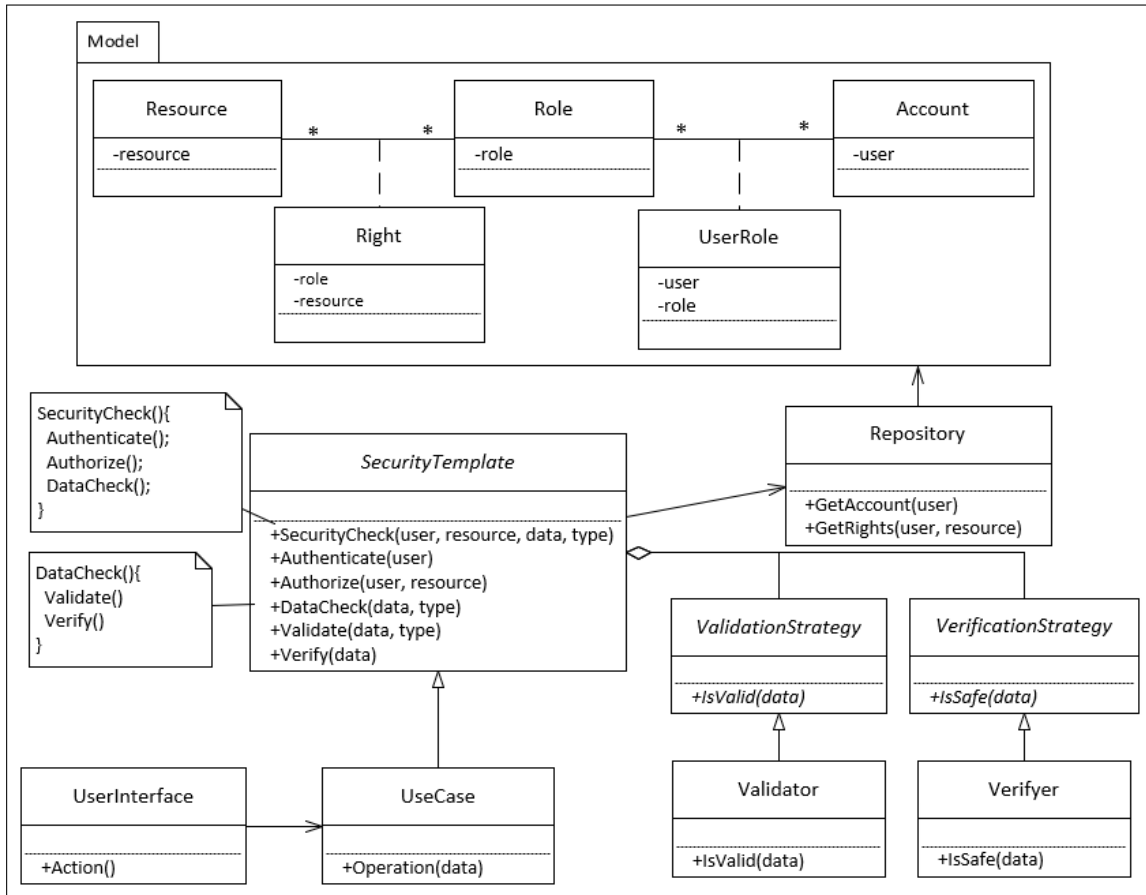 Model
Resource
-resource
*
*
Role
-role
*
*
Account
-user
Right
-role
-resource
UserRole
-user
-role
SecurityCheck(){
Authenticate();
Authorize();
DataCheck();
}
DataCheck(){
Validate()
Verify()
}
SecurityTemplate
+SecurityCheck(user, resource, data, type)
+Authenticate(user)
+Authorize(user, resource)
+DataCheck(data, type)
+Validate(data, type)
+Verify(data)
Repository
+GetAccount(user)
+GetRights(user, resource)
ValidationStrategy
+IsValid(data)
VerificationStrategy
+IsSafe(data)
UserInterface
+Action()
UseCase
+Operation(data)
Validator
+IsValid(data)
Verifyer
+IsSafe(data)